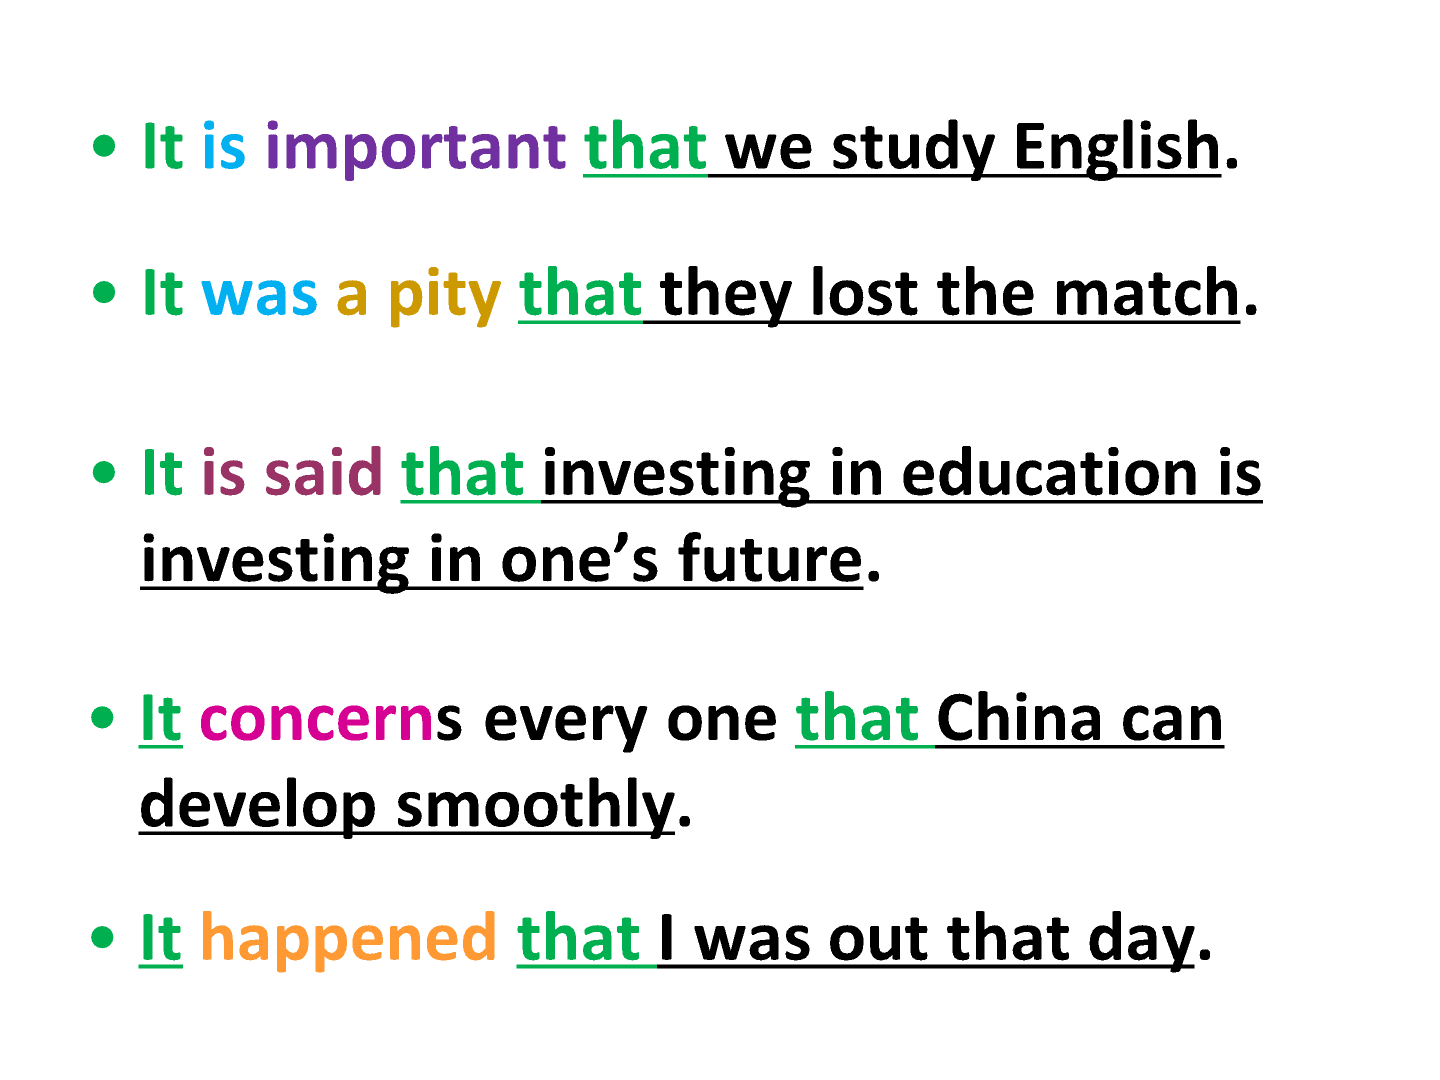 • It is important that we study English.
• It was a pity that they lost the match.
• It is said that investing in education is
investing in one’s future.
• It concerns every one that China can
develop smoothly.
• It happened that I was out that day.